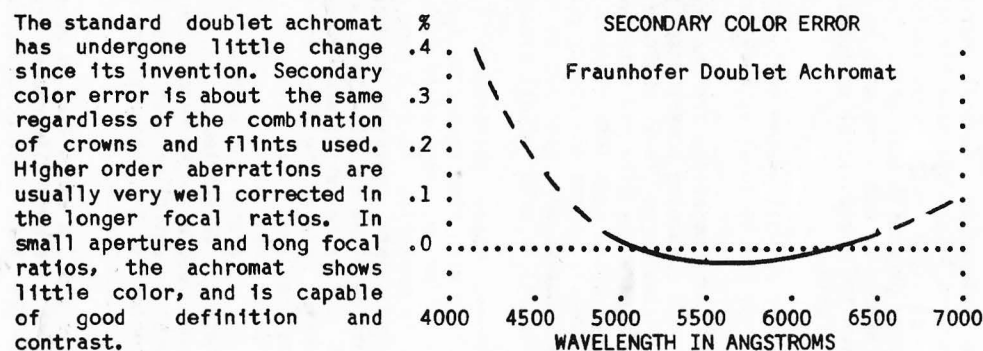 The standard doublet achromat
has undergone little change
since its invention. Secondary
color error is about the same
regardless of the combination
of crowns and flints used.
Higher order aberrations are
usually very well corrected in
the longer focal ratios. In
small apertures and long focal
ratios, the achromat shows
little color, and is capable
of good definition and
contrast.
SECONDARY COLOR ERROR
Fraunhofer Doublet Achromat
%
.4
.3
.2
.1
.0
4000 4500 5000 5500 6000 6500 7000
WAVELENGTH IN ANGSTROMS